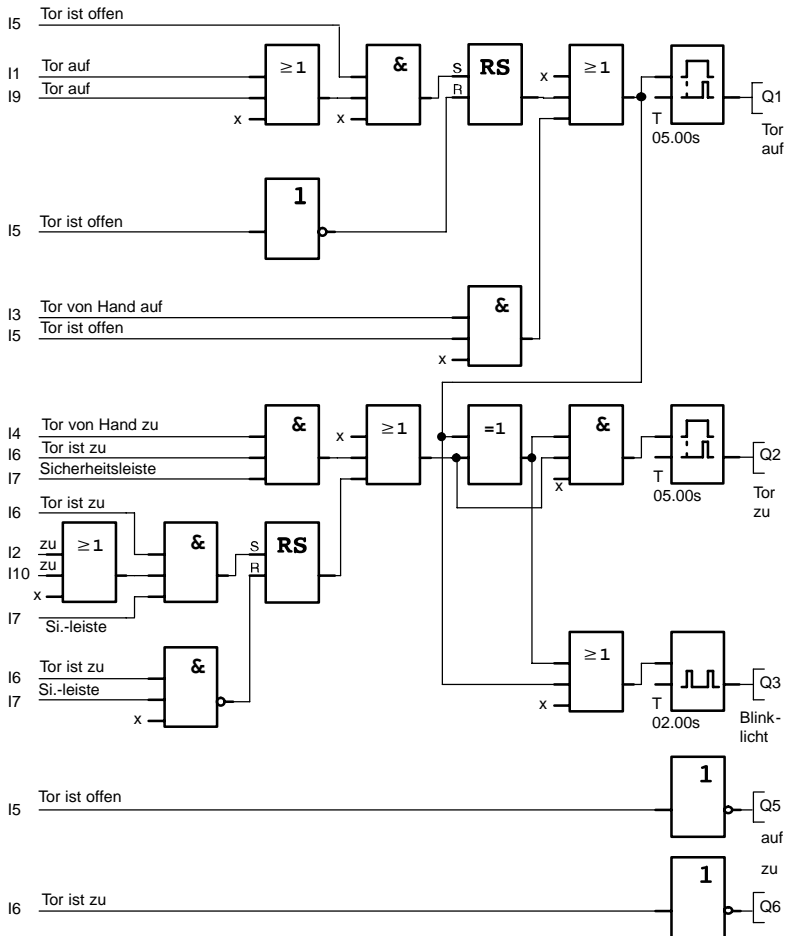 I5 Tor ist offen
I1 Tor auf
I9 Tor auf
x
≥1
x
&
S
R
RS
x
≥1
T
05.00s
Q1
Tor
auf
1
I5 Tor ist offen
I3 Tor von Hand auf
I5 Tor ist offen
x
&
I4 Tor von Hand zu
I6 Tor ist zu
I7 Sicherheitsleiste
&
x
≥1
=1
&
x
T
05.00s
Q2
Tor
zu
I6 Tor ist zu
I2 zu
I10 zu
x
≥1
&
S
R
RS
I7 Si.-leiste
I6 Tor ist zu
I7 Si.-leiste
x
&
≥1
x
T
02.00s
Q3
Blink-
licht
I5 Tor ist offen
1
Q5
auf
zu
I6 Tor ist zu
1
Q6